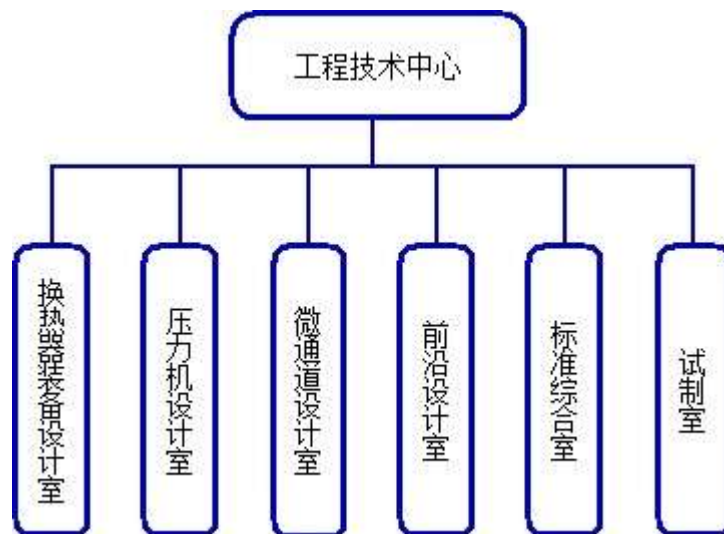 工程技术中心
换热器装备设计室
压力机设计室
微通道设计室
前沿设计室
标准综合室
试制室